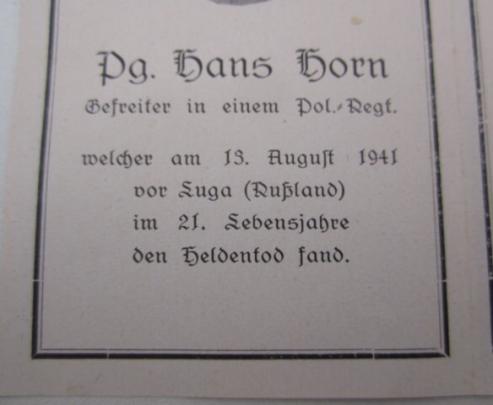 Pg. Hans Horn
Gefreiter in einem Pol.-Regt.
welcher am 13. August 1941
vor Luga (Rußland)
im 21. Lebensjahre
den Heldentod fand.